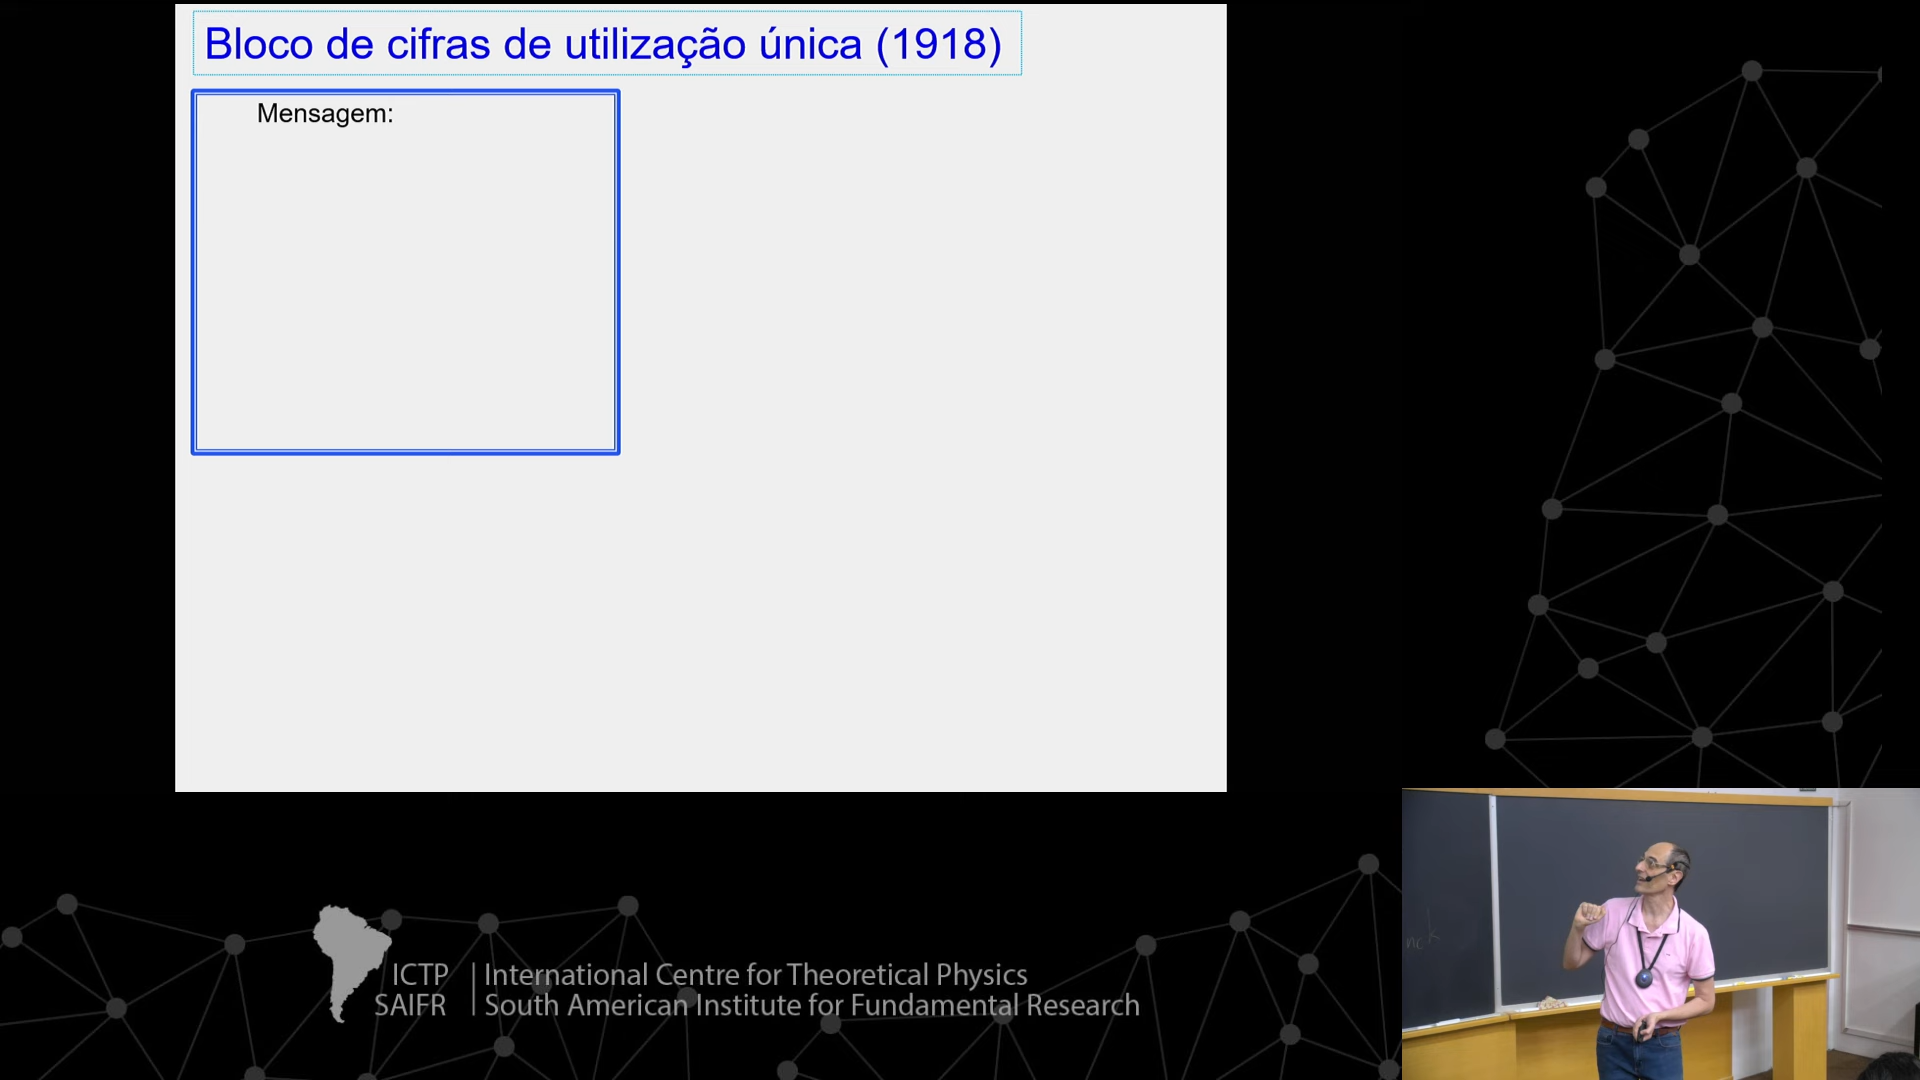 Bloco de cifras de utilização única (1918)
Mensagem:
ICTP
SAIFR
International Centre for Theoretical Physics
South American Institute for Fundamental Research